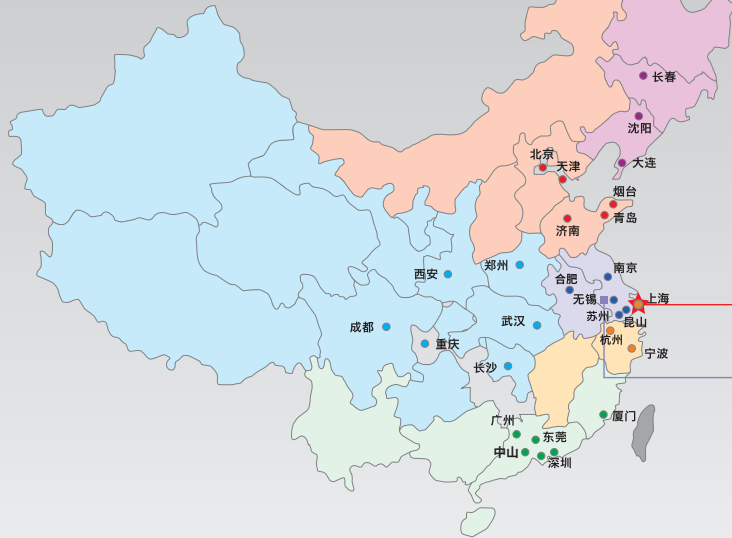 长春
沈阳
北京
天津
大连
烟台
青岛
济南
郑州
西安
南京
合肥
无锡
上海
苏州
昆山
武汉
成都
杭州
重庆
宁波
长沙
厦门
广州
东莞
中山
深圳